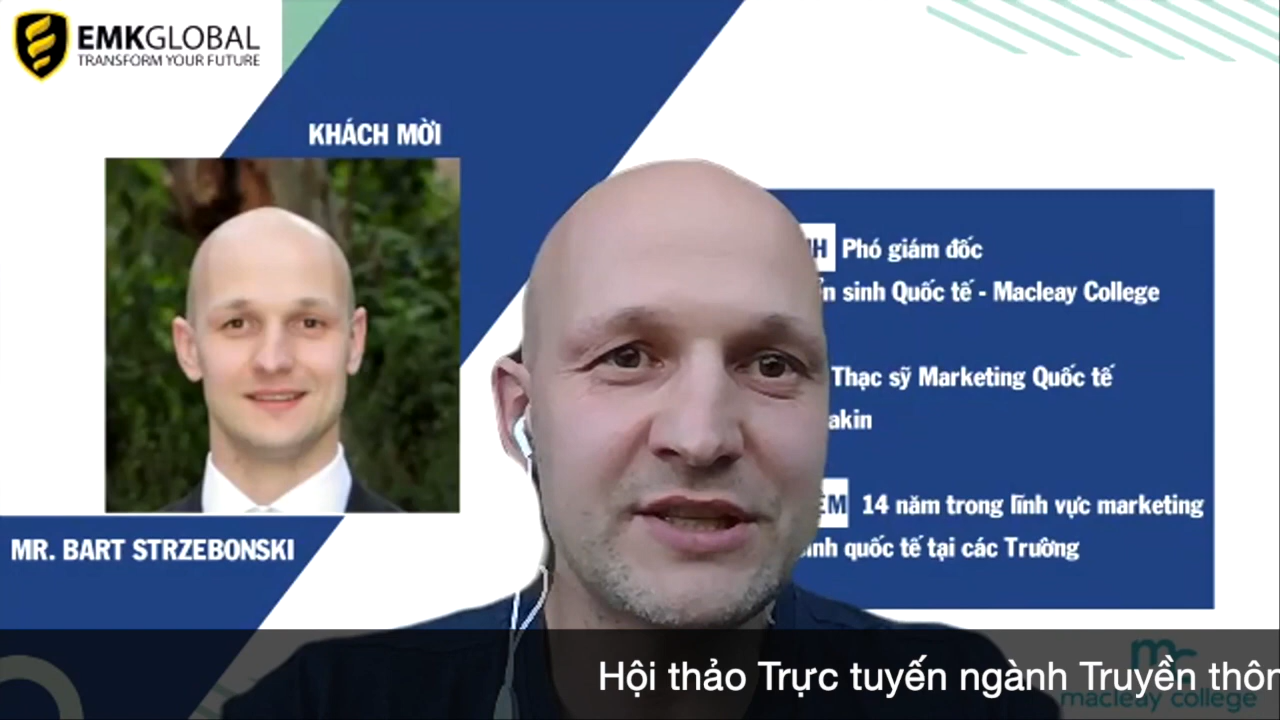 EMKGLOBAL
TRANSFORM YOUR FUTURE
KHÁCH MỜI
Phó giám đốc
sinh Quốc tế - Macleay College
Thạc sỹ Marketing Quốc tế
14 năm trong lĩnh vực marketing
quốc tế tại các Trường
MR. BART STRZEBONSKI
Hội thảo Trực tuyến ngành Truyền
mc
macleay college